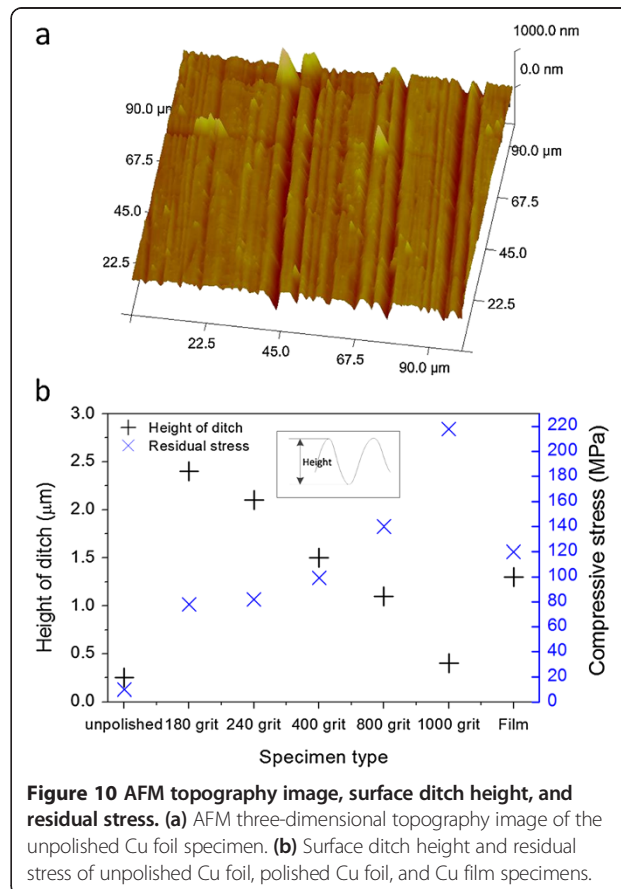 a
1000.0 nm
0.0 nm
90.0 µm
67.5
45.0
22.5
90.0 µm
67.5
45.0
22.5
22.5
45.0
67.5
90.0 µm
b
Height of ditch
Residual stress
Height
3.0
2.5
2.0
1.5
1.0
0.5
0.0
Height of ditch (µm)
220
200
180
160
140
120
100
80
60
40
20
0
Compressive stress (MPa)
unpolished 180 grit 240 grit 400 grit 800 grit 1000 grit Film
Specimen type
Figure 10 AFM topography image, surface ditch height, and
residual stress. (a) AFM three-dimensional topography image of the
unpolished Cu foil specimen. (b) Surface ditch height and residual
stress of unpolished Cu foil, polished Cu foil, and Cu film specimens.